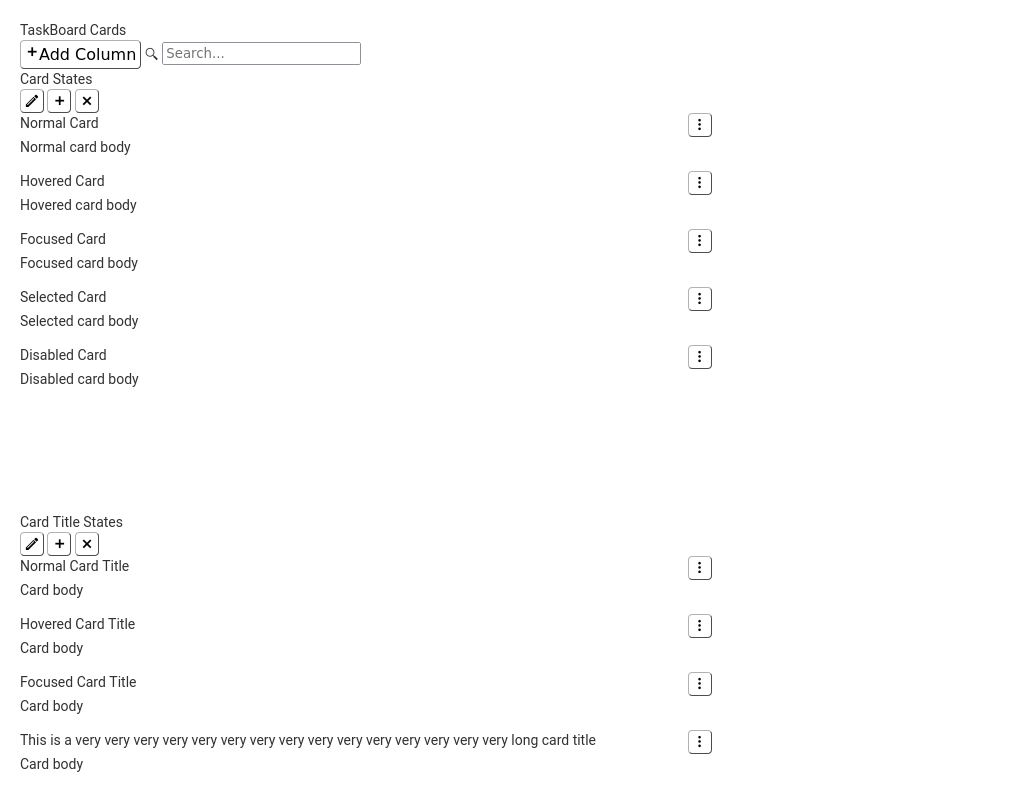 TaskBoard Cards
+Add Column Search...
Card States
Normal Card
Normal card body
Hovered Card
Hovered card body
Focused Card
Focused card body
Selected Card
Selected card body
Disabled Card
Disabled card body
Card Title States
Normal Card Title
Card body
Hovered Card Title
Card body
Focused Card Title
Card body
This is a very very very very very very very very very very very very very very very long card title
Card body